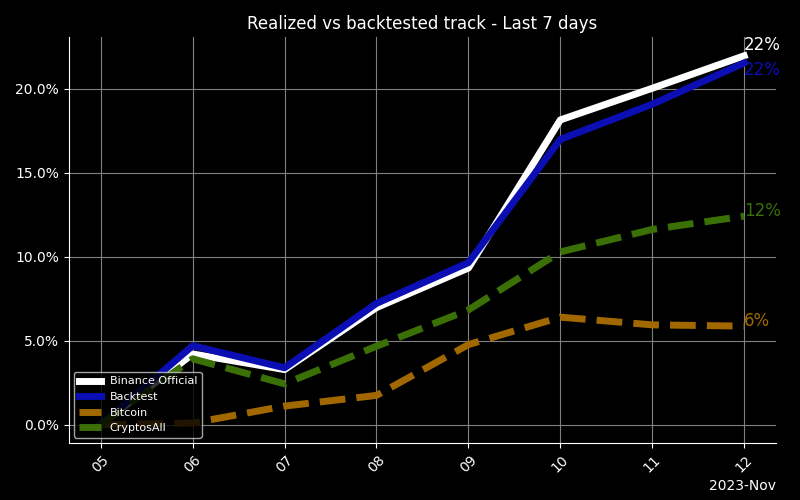 Realized vs backtested track - Last 7 days
22%
22%
20.0%
15.0%
12%
10.0%
6%
5.0%
0.0%
Binance Official
Backtest
Bitcoin
CryptosAll
05 06 07 08 09 10 11 12
2023-Nov